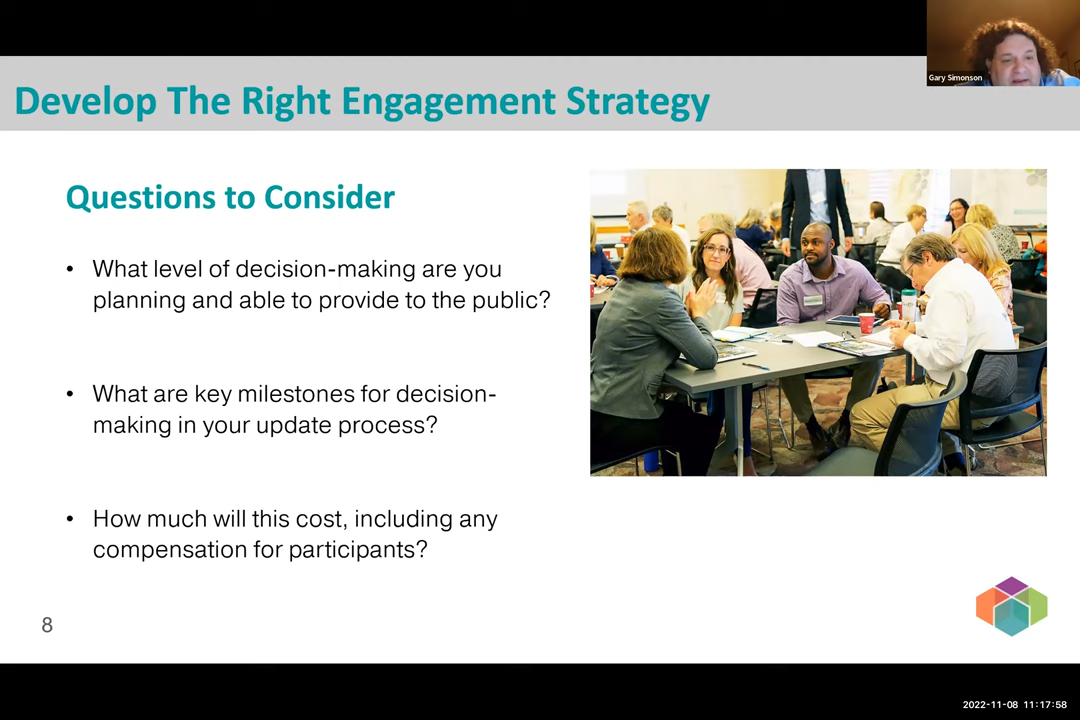 Gary Simonson
Develop The Right Engagement Strategy
Questions to Consider
• What level of decision-making are you
planning and able to provide to the public?
• What are key milestones for decision-
making in your update process?
• How much will this cost, including any
compensation for participants?
8
2022-11-08 11:17:58